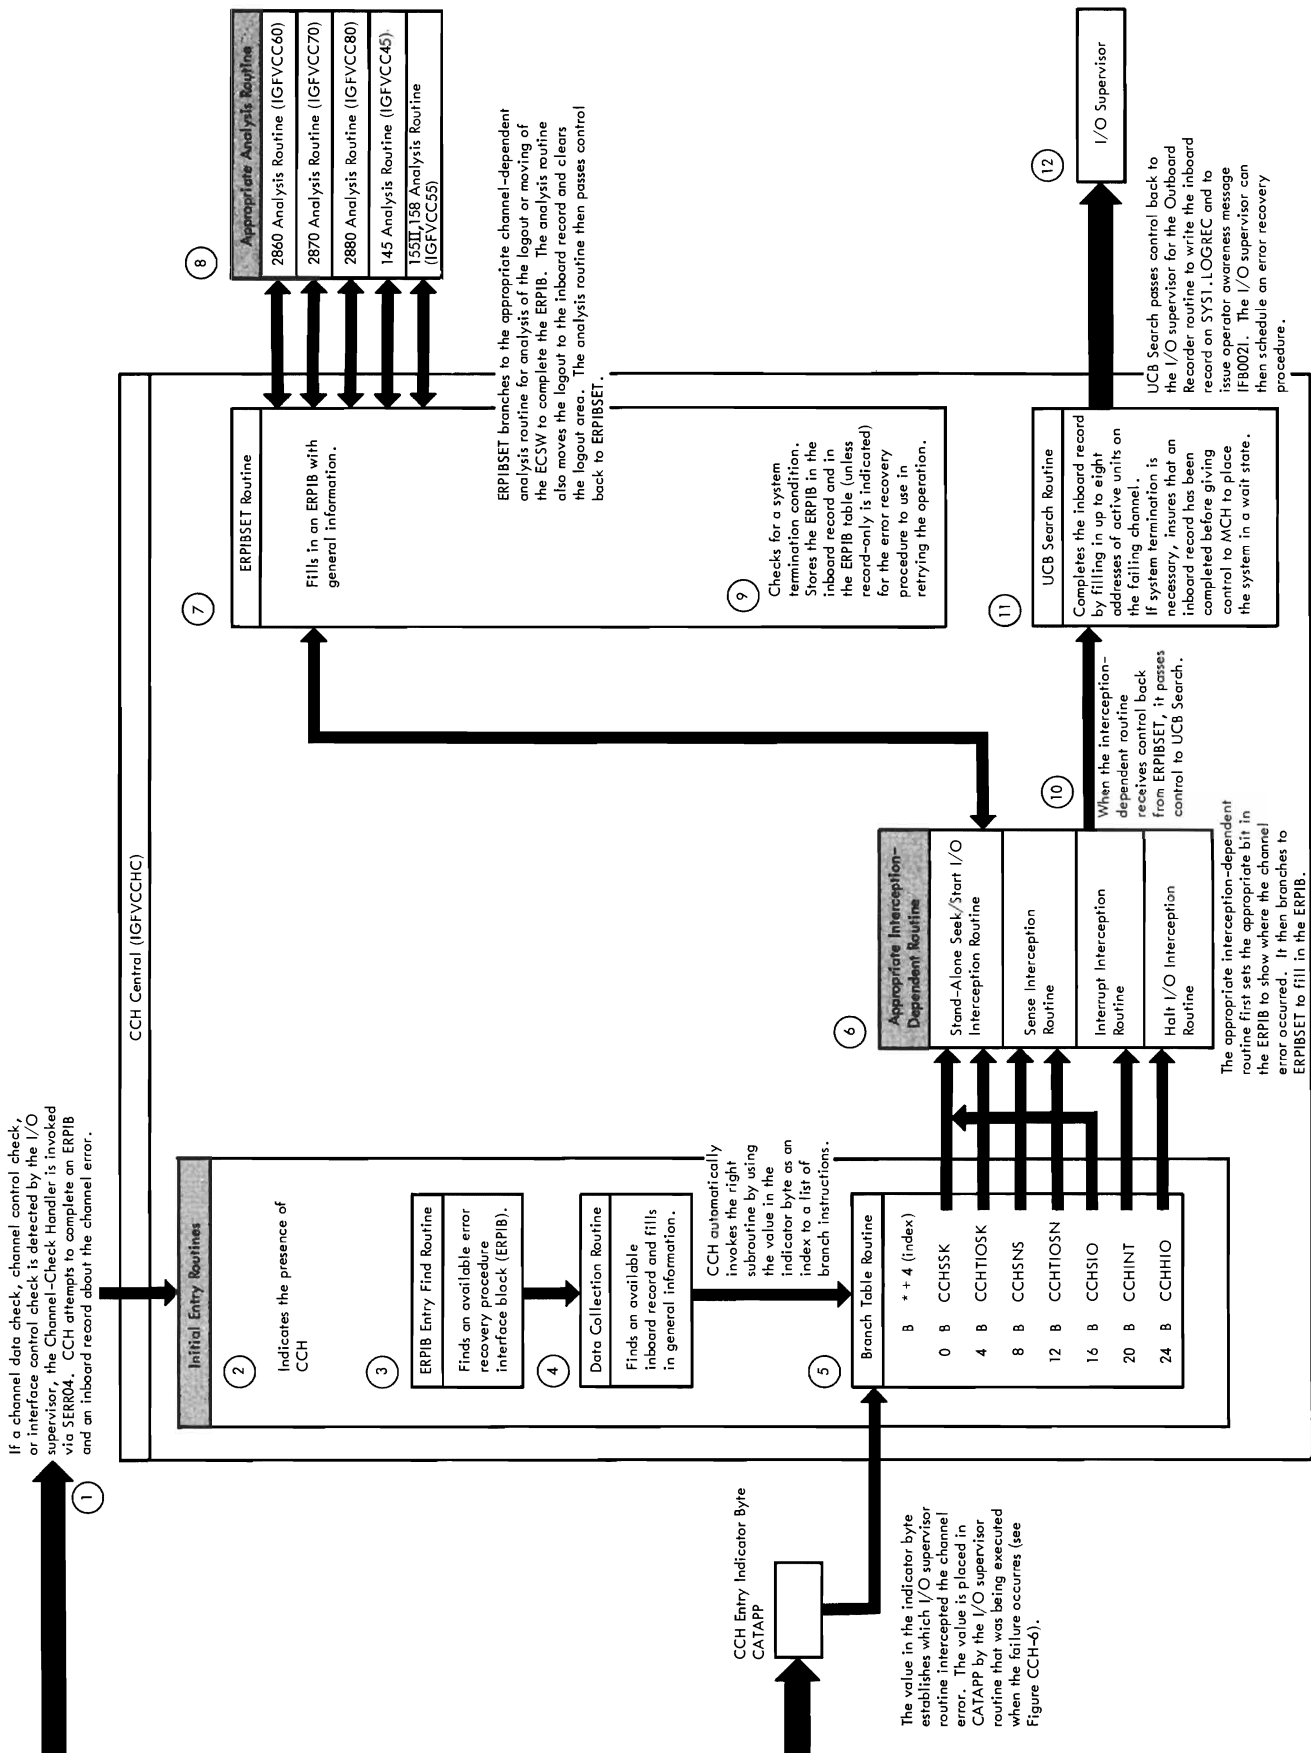 If a channel data check, channel control check,
or interface control check is detected by the I/O
supervisor, the Channel-Check Handler is invoked
via SERR04. CCH attempts to complete an ERPIB
and an inboard record about the channel error.
1
CCH Central (IGFVCCHC)
Initial Entry Routines
2
Indicates the presence of
CCH
3
ERPIB Entry Find Routine
Finds an available error
recovery procedure
interface block (ERPIB).
4
Data Collection Routine
Finds an available
inboard record and fills
in general information.
CCH automatically
invokes the right
subroutine by using
the value in the
indicator byte as an
index to a list of
branch instructions.
5
Branch Table Routine
B * + 4 (index)
0 B CCHSSK
4 B CCHTIOSK
8 B CCHSNS
12 B CCHTIOSN
16 B CCHSIO
20 B CCHINT
24 B CCHHIO
CCH Entry Indicator Byte
CATAPP
The value in the indicator byte
establishes which I/O supervisor
routine intercepted the channel
error. The value is placed in
CATAPP by the I/O supervisor
routine that was being executed
when the failure occurres (see
Figure CCH-6).
6
Appropriate Interception-
Dependent Routine
Stand-Alone Seek/Start I/O
Interception Routine
Sense Interception
Routine
Interrupt Interception
Routine
Halt I/O Interception
Routine
The appropriate interception-dependent
routine first sets the appropriate bit in
the ERPIB to show where the channel
error occurred. It then branches to
ERPIBSET to fill in the ERPIB.
7
ERPIBSET Routine
Fills in an ERPIB with
general information.
8
Appropriate Analysis Routine
2860 Analysis Routine (IGFVCC60)
2870 Analysis Routine (IGFVCC70)
2880 Analysis Routine (IGFVCC80)
145 Analysis Routine (IGFVCC45)
155II,158 Analysis Routine
(IGFVCC55)
ERPIBSET branches to the appropriate channel-dependent
analysis routine for analysis of the logout or moving of
the ECSW to complete the ERPIB. The analysis routine
also moves the logout to the inboard record and clears
the logout area. The analysis routine then passes control
back to ERPIBSET.
9
Checks for a system
termination condition.
Stores the ERPIB in the
inboard record and in
the ERPIB table (unless
record-only is indicated)
for the error recovery
procedure to use in
retrying the operation.
10
When the interception-
dependent routine
receives control back
from ERPIBSET, it passes
control to UCB Search.
11
UCB Search Routine
Completes the inboard record
by filling in up to eight
addresses of active units on
the failing channel.
If system termination is
necessary, insures that an
inboard record has been
completed before giving
control to MCH to place
the system in a wait state.
12
I/O Supervisor
UCB Search passes control back to
the I/O supervisor for the Outboard
Recorder routine to write the inboard
record on SYS1.LOGREC and to
issue operator awareness message
IFB002I. The I/O supervisor can
then schedule an error recovery
procedure.